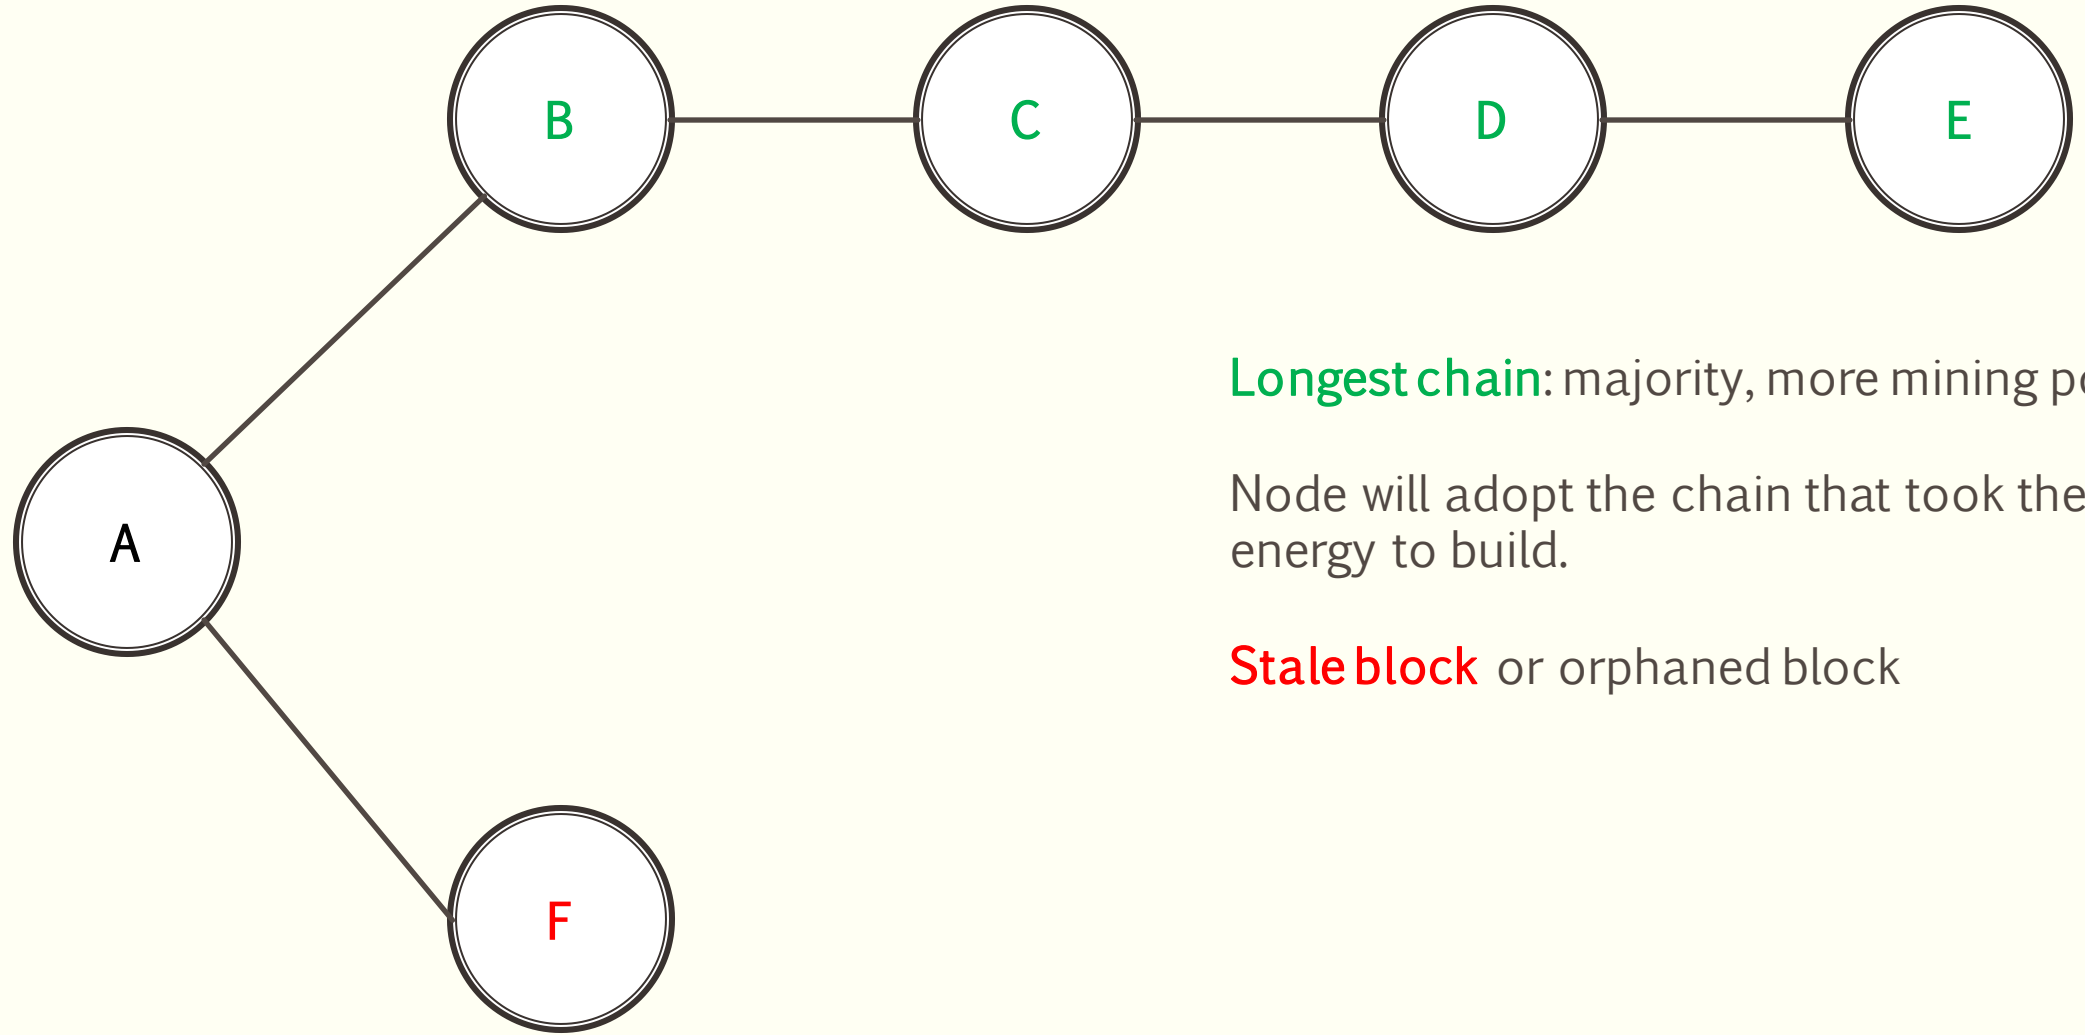 B
C
D
E
A
F
Longest chain: majority, more mining
Node will adopt the chain that took the
energy to build.
Stale block or orphaned block